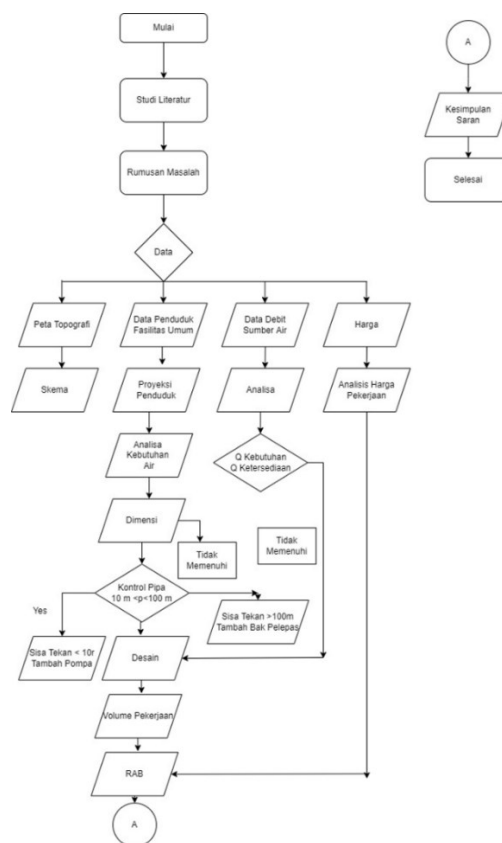 Mulai
Studi Literatur
Rumusan Masalah
Data
Peta Topografi
Data Penduduk
Fasilitas Umum
Data Debit
Sumber Air
Harga
Skema
Proyeksi
Penduduk
Analisa
Analisis Harga
Pekerjaan
Analisa
Kebutuhan
Air
Q Kebutuhan
Q Ketersediaan
Dimensi
Tidak
Memenuhi
Tidak
Memenuhi
Kontrol Pipa
10 m <p<100 m
Yes
Sisa Tekan >100m
Tambah Bak Pelepas
Sisa Tekan < 10r
Tambah Pompa
Desain
Volume Pekerjaan
RAB
A
A
Kesimpulan
Saran
Selesai